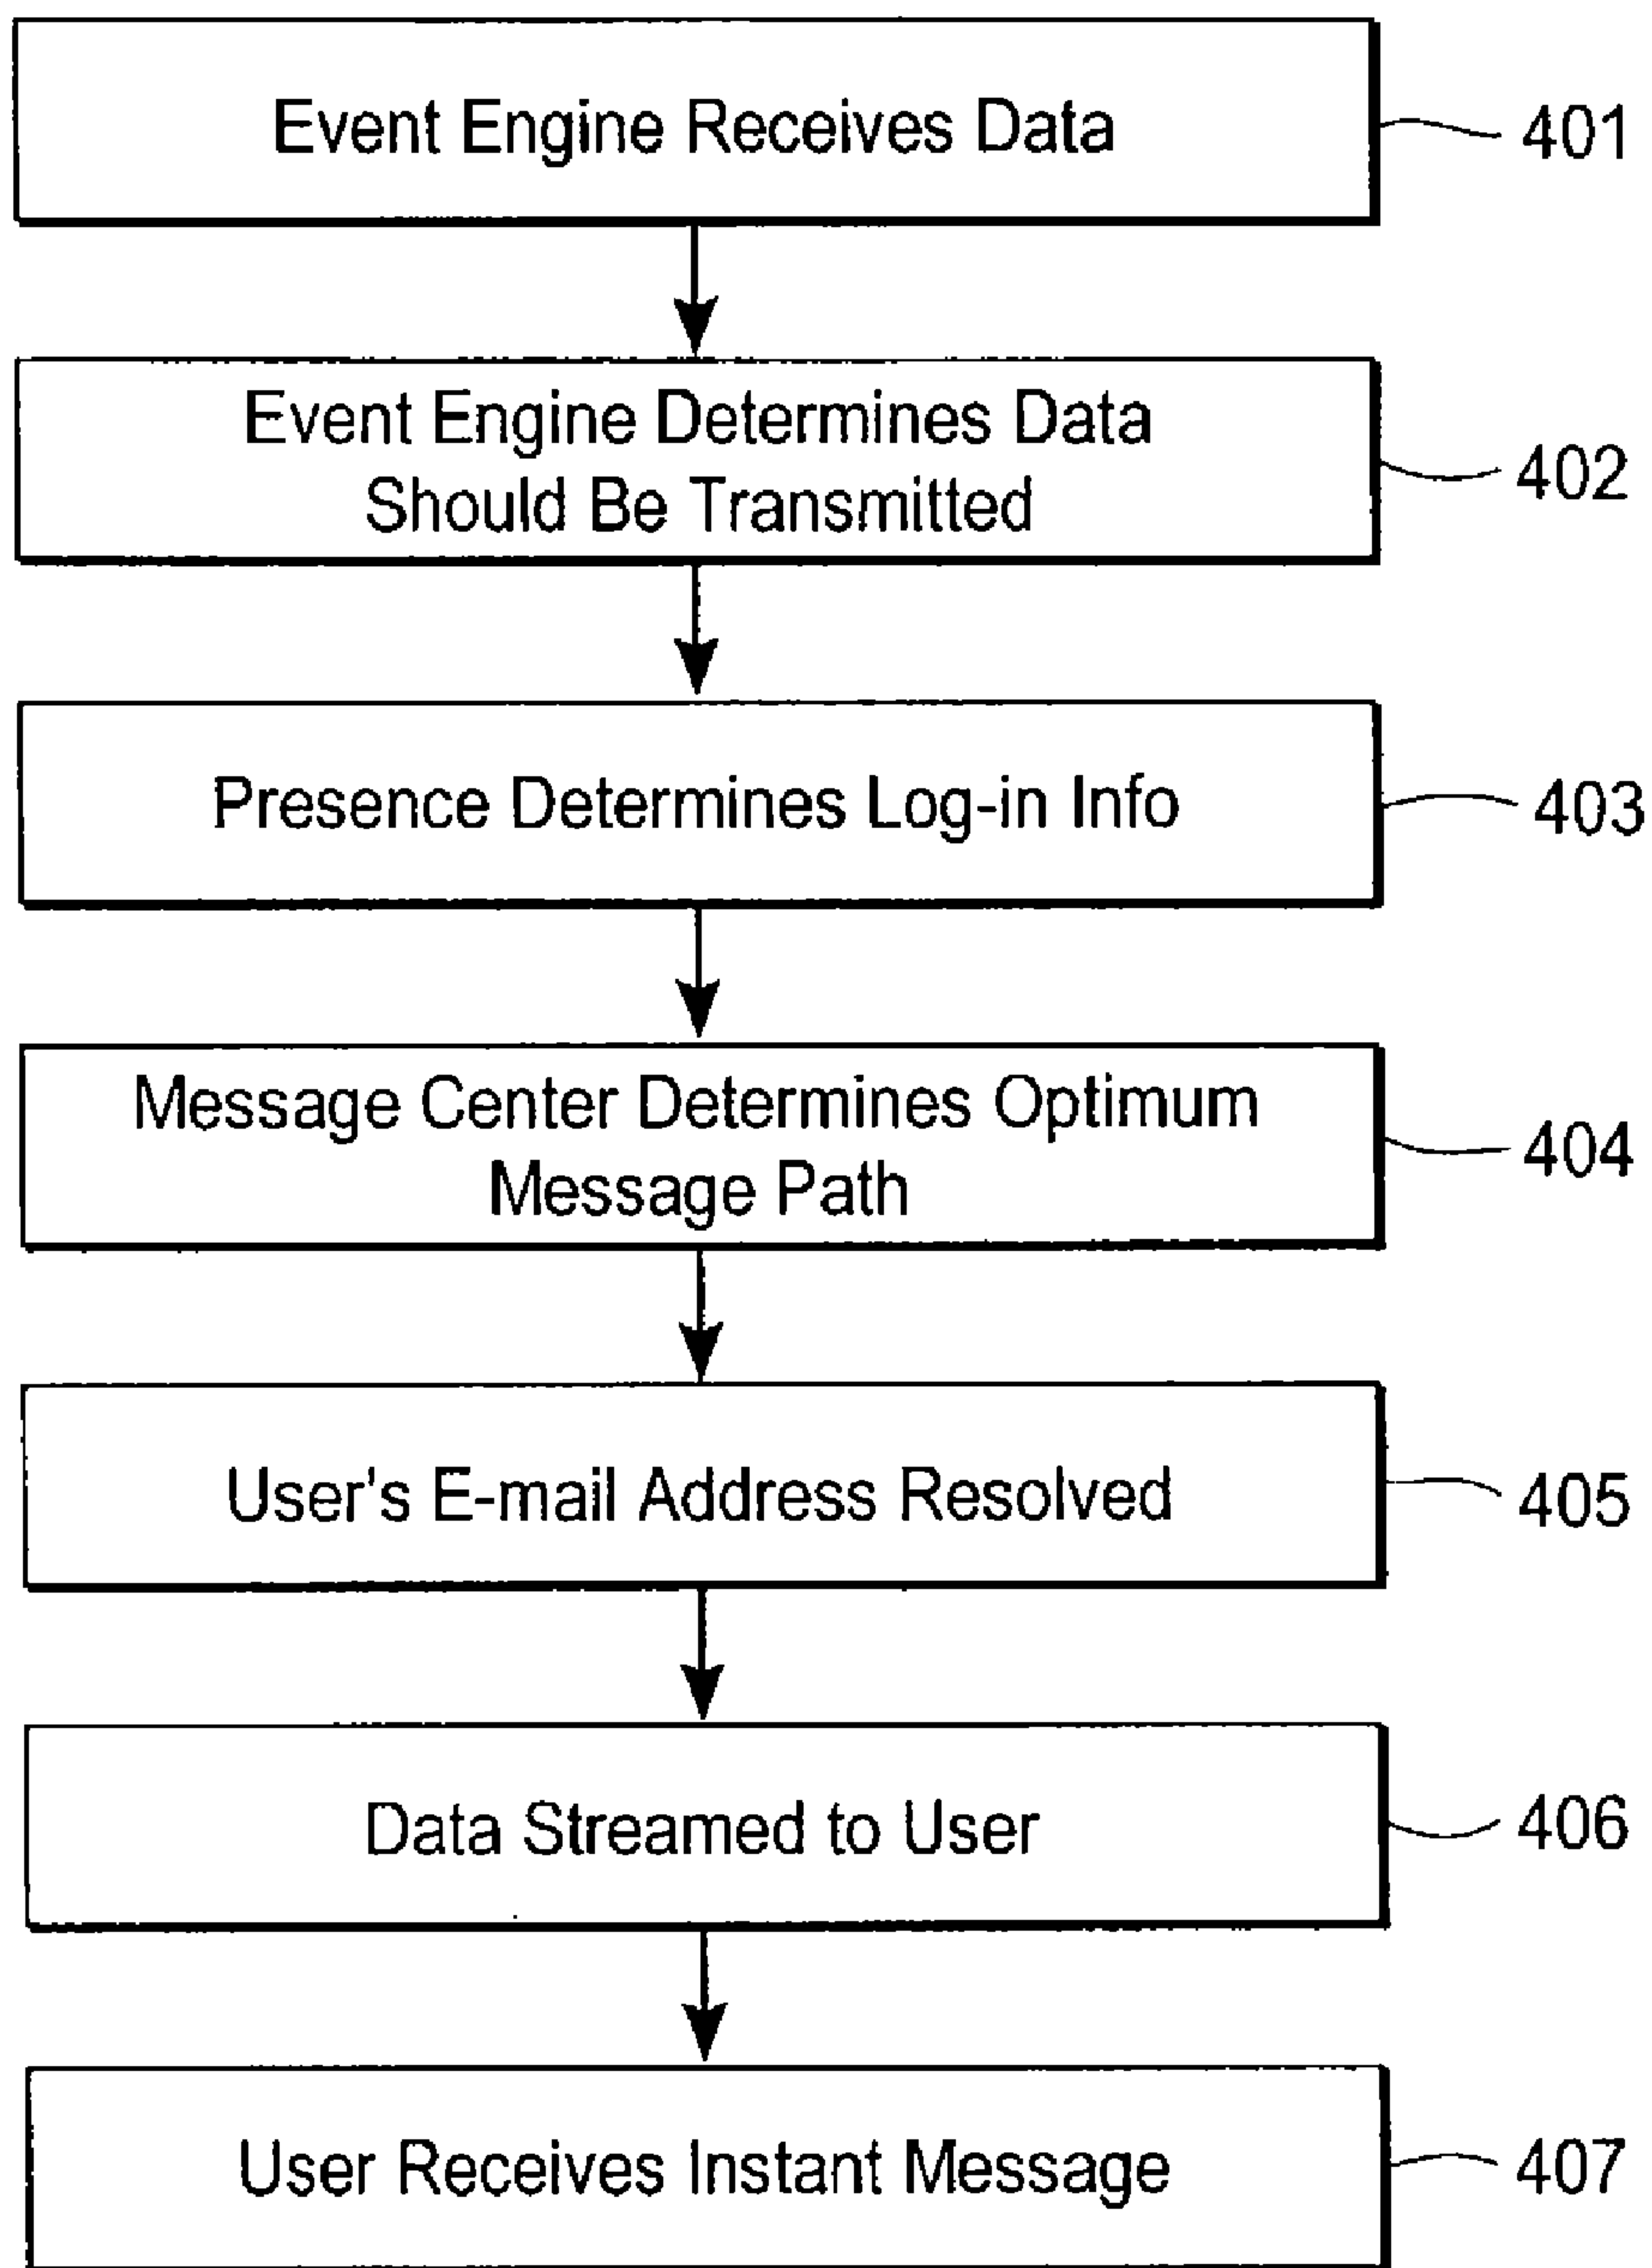 Event Engine Receives Data
401
Event Engine Determines Data
Should Be Transmitted
402
Presence Determines Log-in Info
403
Message Center Determines Optimum
Message Path
404
User's E-mail Address Resolved
405
Data Streamed to User
406
User Receives Instant Message
407